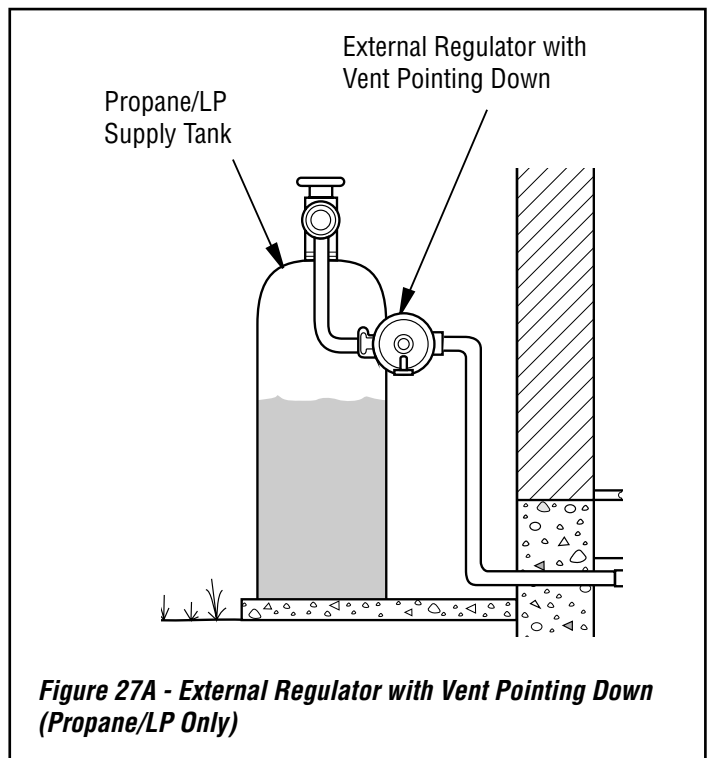 External Regulator with
Vent Pointing Down
Propane/LP
Supply Tank
Figure 27A - External Regulator with Vent Pointing Down
(Propane/LP Only)